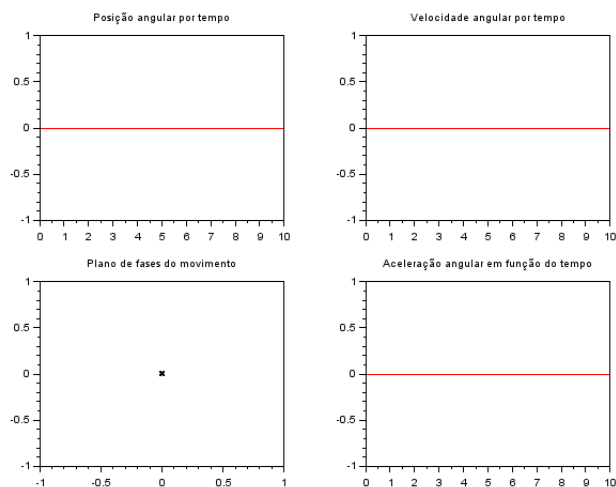 Posição angular por tempo
Velocidade angular por tempo
1
0.5
0
-0.5
-1
0 1 2 3 4 5 6 7 8 9 10
1
0.5
0
-0.5
-1
0 1 2 3 4 5 6 7 8 9 10
Plano de fases do movimento
Aceleração angular em função do tempo
1
0.5
0
-0.5
-1
-1 -0.5 0 0.5 1
1
0.5
0
-0.5
-1
0 1 2 3 4 5 6 7 8 9 10